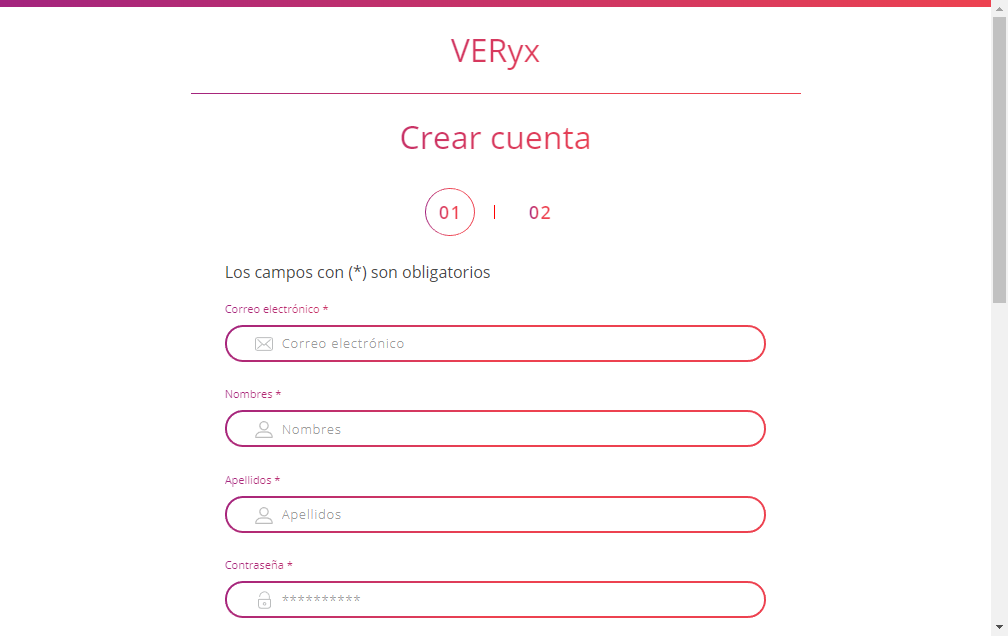 VERyx
Crear cuenta
01 02
Los campos con (*) son obligatorios
Correo electrónico *
Correo electrónico
Nombres *
Nombres
Apellidos *
Apellidos
Contraseña *
**********